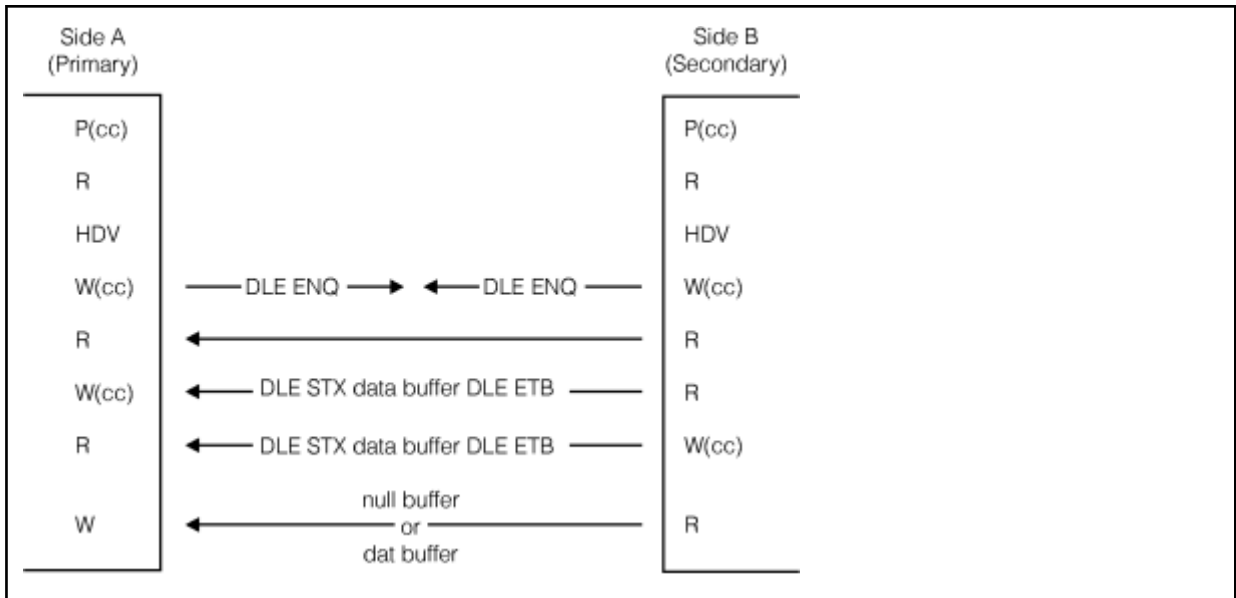 Side A
(Primary)
Side B
(Secondary)
P(cc)
P(cc)
R
R
HDV
HDV
W(cc)
DLE ENQ
DLE ENQ
W(cc)
R
R
W(cc)
DLE STX data buffer DLE ETB
R
R
DLE STX data buffer DLE ETB
W(cc)
W
null buffer
or
dat buffer
R